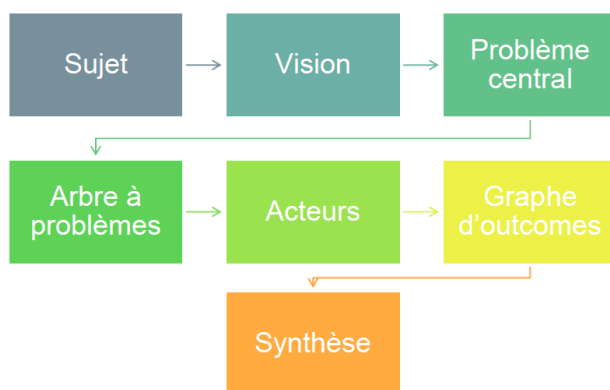 Sujet
Vision
Problème
central
Arbre à
problèmes
Acteurs
Graphe
d’outcomes
Synthèse